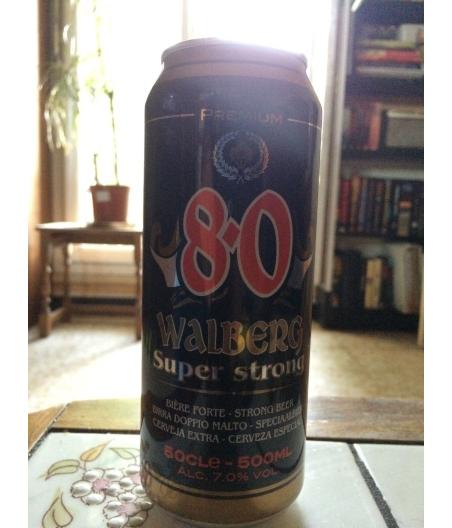 PREMIUM
8·0
WALBERG
Super strong
BIÈRE FORTE - STRONG BEER
BIRRA DOPPIO MALTO - SPECIAALBIER
CERVEJA EXTRA - CERVEZA ESPECIAL
50CLe - 500ML
ALC. 7.0% VOL